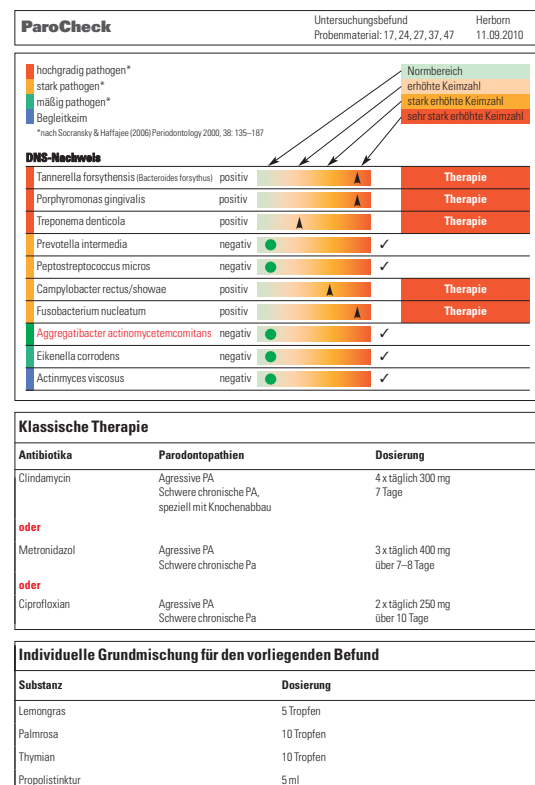 ParoCheck
Untersuchungsbefund
Probenmaterial: 17, 24, 27, 37, 47
Herborn
11.09.2010
hochgradig pathogen*
stark pathogen*
mäßig pathogen*
Begleitkeim
*nach Socransky & Haffajee (2006) Periodontology 2000, 38: 135–187
Normbereich
erhöhte Keimzahl
stark erhöhte Keimzahl
sehr stark erhöhte Keimzahl
DNS-Nachweis
Tannerella forsythensis (Bacteroides forsythus) positiv Therapie
Porphyromonas gingivalis positiv Therapie
Treponema denticola positiv Therapie
Prevotella intermedia negativ ✓
Peptostreptococcus micros negativ ✓
Campylobacter rectus/showae positiv Therapie
Fusobacterium nucleatum positiv Therapie
Aggregatibacter actinomycetemcomitans negativ ✓
Eikenella corrodens negativ ✓
Actinmyces viscosus negativ ✓
Klassische Therapie
Antibiotika Parodontopathien Dosierung
Clindamycin Agressive PA 4 x täglich 300 mg
Schwere chronische PA, 7 Tage
speziell mit Knochenabbau
oder
Metronidazol Agressive PA 3 x täglich 400 mg
Schwere chronische Pa über 7–8 Tage
oder
Ciprofloxian Agressive PA 2 x täglich 250 mg
Schwere chronische Pa über 10 Tage
Individuelle Grundmischung für den vorliegenden Befund
Substanz Dosierung
Lemongras 5 Tropfen
Palmrosa 10 Tropfen
Thymian 10 Tropfen
Propolistinktur 5 ml